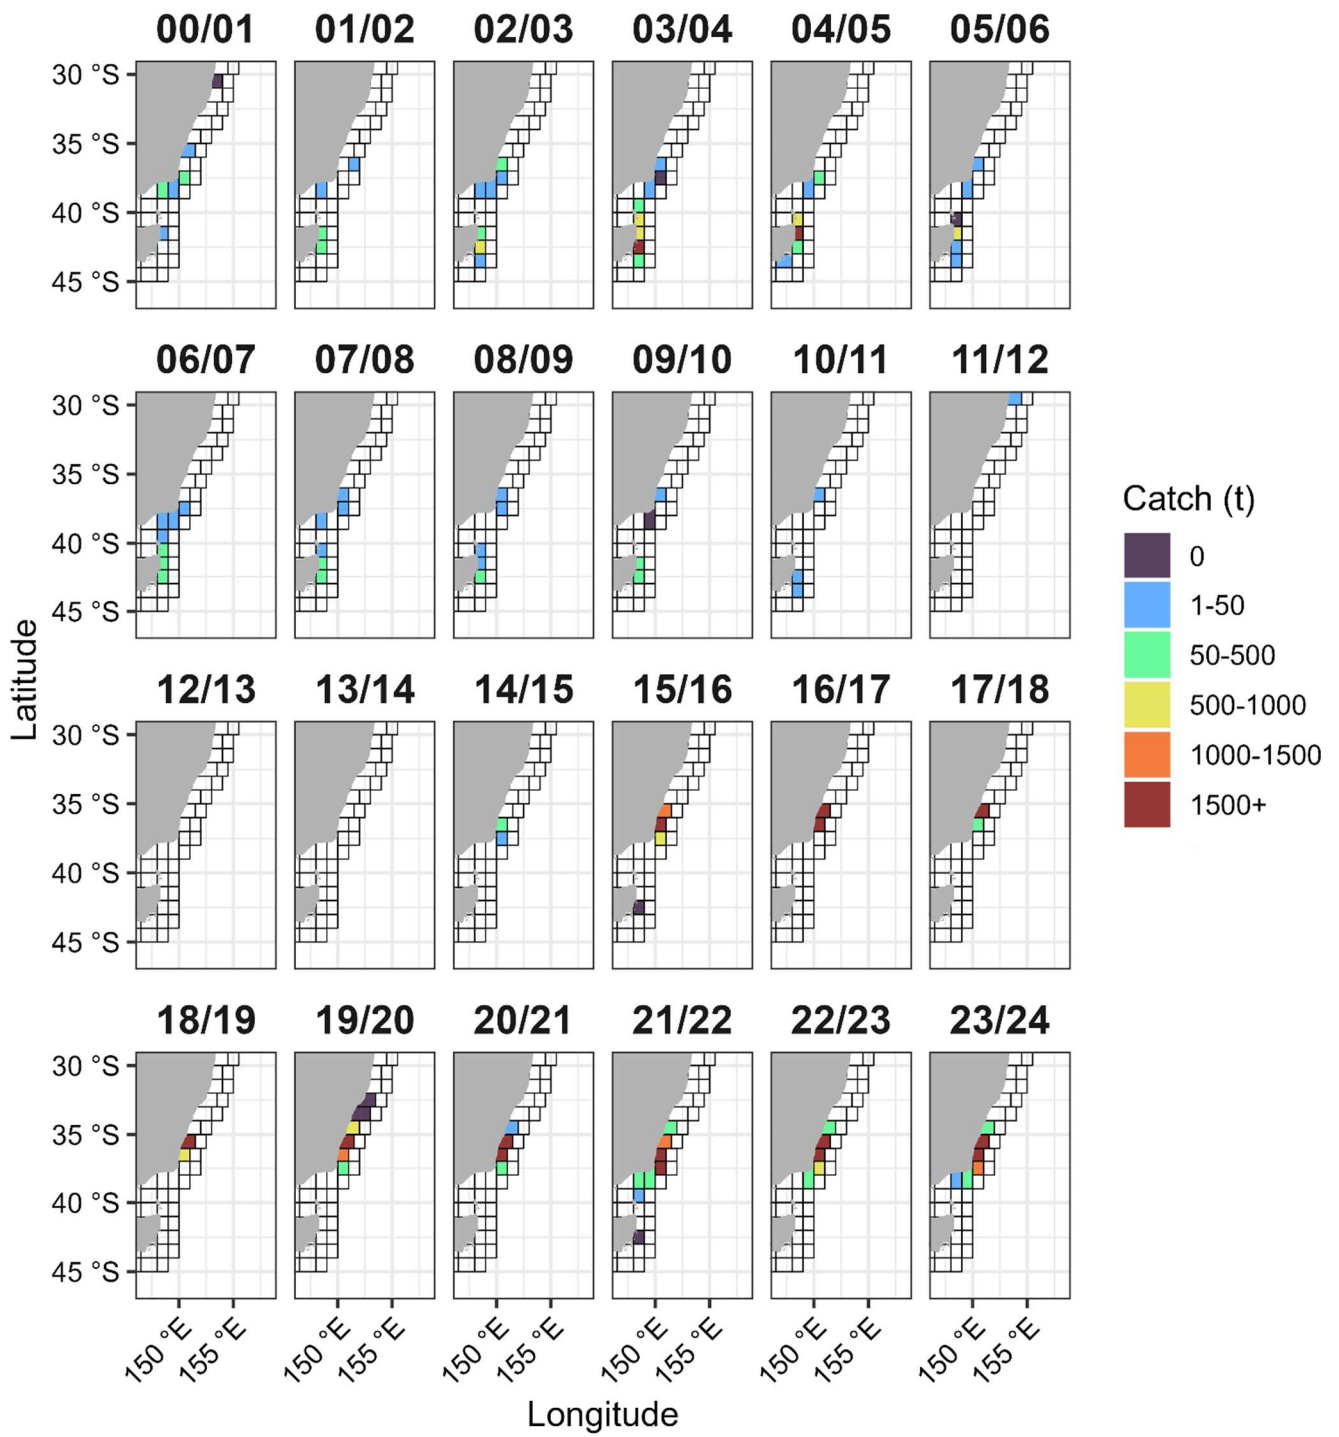 00/01 01/02 02/03 03/04 04/05 05/06
30 °S
35 °S
40 °S
45 °S
06/07 07/08 08/09 09/10 10/11 11/12
30 °S
35 °S
40 °S
45 °S
12/13 13/14 14/15 15/16 16/17 17/18
30 °S
35 °S
40 °S
45 °S
18/19 19/20 20/21 21/22 22/23 23/24
30 °S
35 °S
40 °S
45 °S
150 °E 155 °E 150 °E 155 °E 150 °E 155 °E 150 °E 155 °E 150 °E 155 °E 150 °E 155 °E
Longitude
Latitude
Catch (t)
0
1-50
50-500
500-1000
1000-1500
1500+